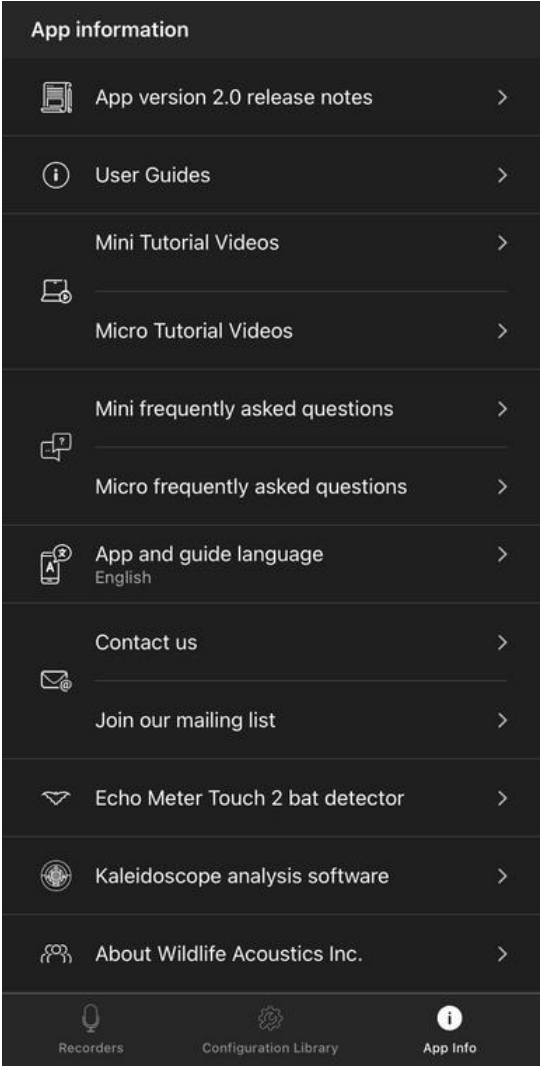 App information
App version 2.0 release notes
User Guides
Mini Tutorial Videos
Micro Tutorial Videos
Mini frequently asked questions
Micro frequently asked questions
App and guide language
English
Contact us
Join our mailing list
Echo Meter Touch 2 bat detector
Kaleidoscope analysis software
About Wildlife Acoustics Inc.
Recorders
Configuration Library
App Info